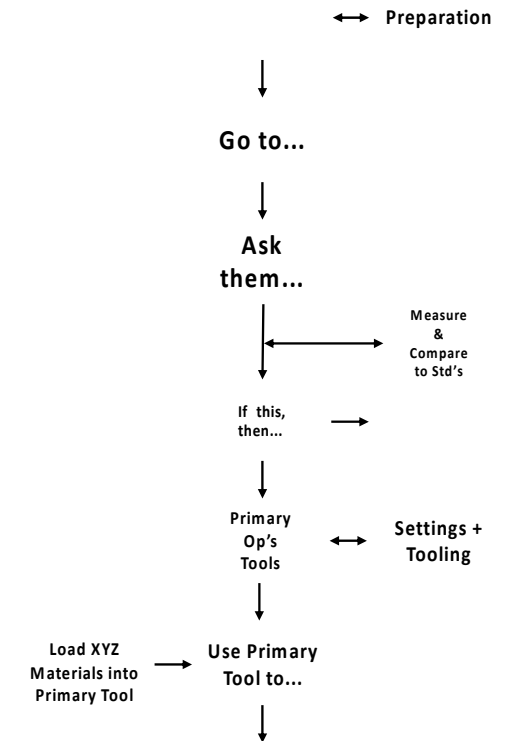 Preparation
Go to...
Ask
them...
Measure
&
Compare
to Std's
If this,
then...
Primary
Op's
Tools
Settings +
Tooling
Load XYZ
Materials into
Primary Tool
Use Primary
Tool to...